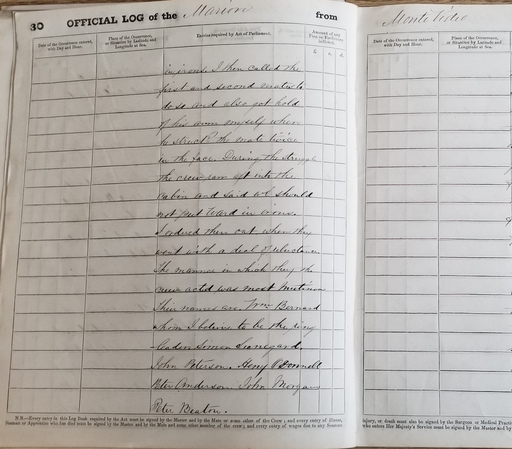 30 OFFICIAL LOG of the Marion from Monte Video
Date of the Occurrence entered, with Day and Hour.
Place of the Occurrence, or Situation by Latitude and Longitude at Sea.
Entries required by Act of Parliament.
Amount of any Fine or Forfeiture inflicted.
£ s. d.
Date of the Occurrence entered, with Day and Hour.
Place of the Occurrence, or Situation by Latitude and Longitude at Sea.
in irons. I then called the
first and second mates to
do so and also got hold
of his arm myself when
he struck the mate twice
in the face. During the struggle
the crew ran aft into the
Cabin and said we should
not put Ward in irons.
I ordered them out when they
went with a deal of reluctance.
The manner in which they the
crew acted was most mutinous
Their names are. Wm Bernard
whom I believe to be the ring
leader Simon
John Peterson. Henry O'Donnell
Peter Anderson John Morgan
Peter Beaton.
N.B.—Every entry in this Log Book required by the Act must be signed by the Master and by the Mate or some other of the Crew; and every entry of illness,
Surgeon or Apprentice who has died must be signed by the Master and by the Mate and some other member of the crew; and every entry of wages due to any Seaman
injury, or death must also be signed by the Surgeon or Medical Practi
who enters Her Majesty's Service must be signed by the Master and by